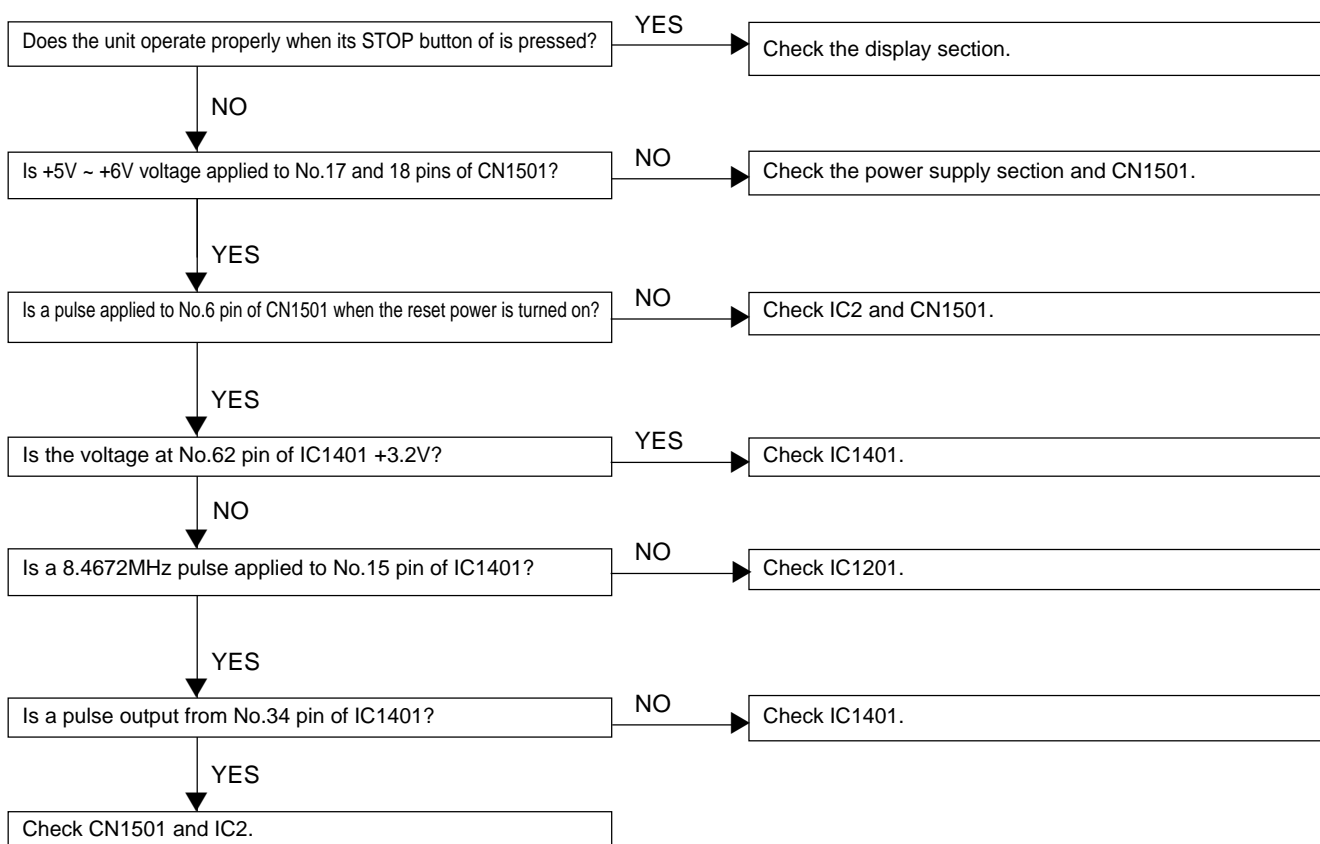 Does the unit operate properly when its STOP button of is pressed?
YES
Check the display section.
NO
Is +5V ~ +6V voltage applied to No.17 and 18 pins of CN1501?
NO
Check the power supply section and CN1501.
YES
Is a pulse applied to No.6 pin of CN1501 when the reset power is turned on?
NO
Check IC2 and CN1501.
YES
Is the voltage at No.62 pin of IC1401 +3.2V?
YES
Check IC1401.
NO
Is a 8.4672MHz pulse applied to No.15 pin of IC1401?
NO
Check IC1201.
YES
Is a pulse output from No.34 pin of IC1401?
NO
Check IC1401.
YES
Check CN1501 and IC2.